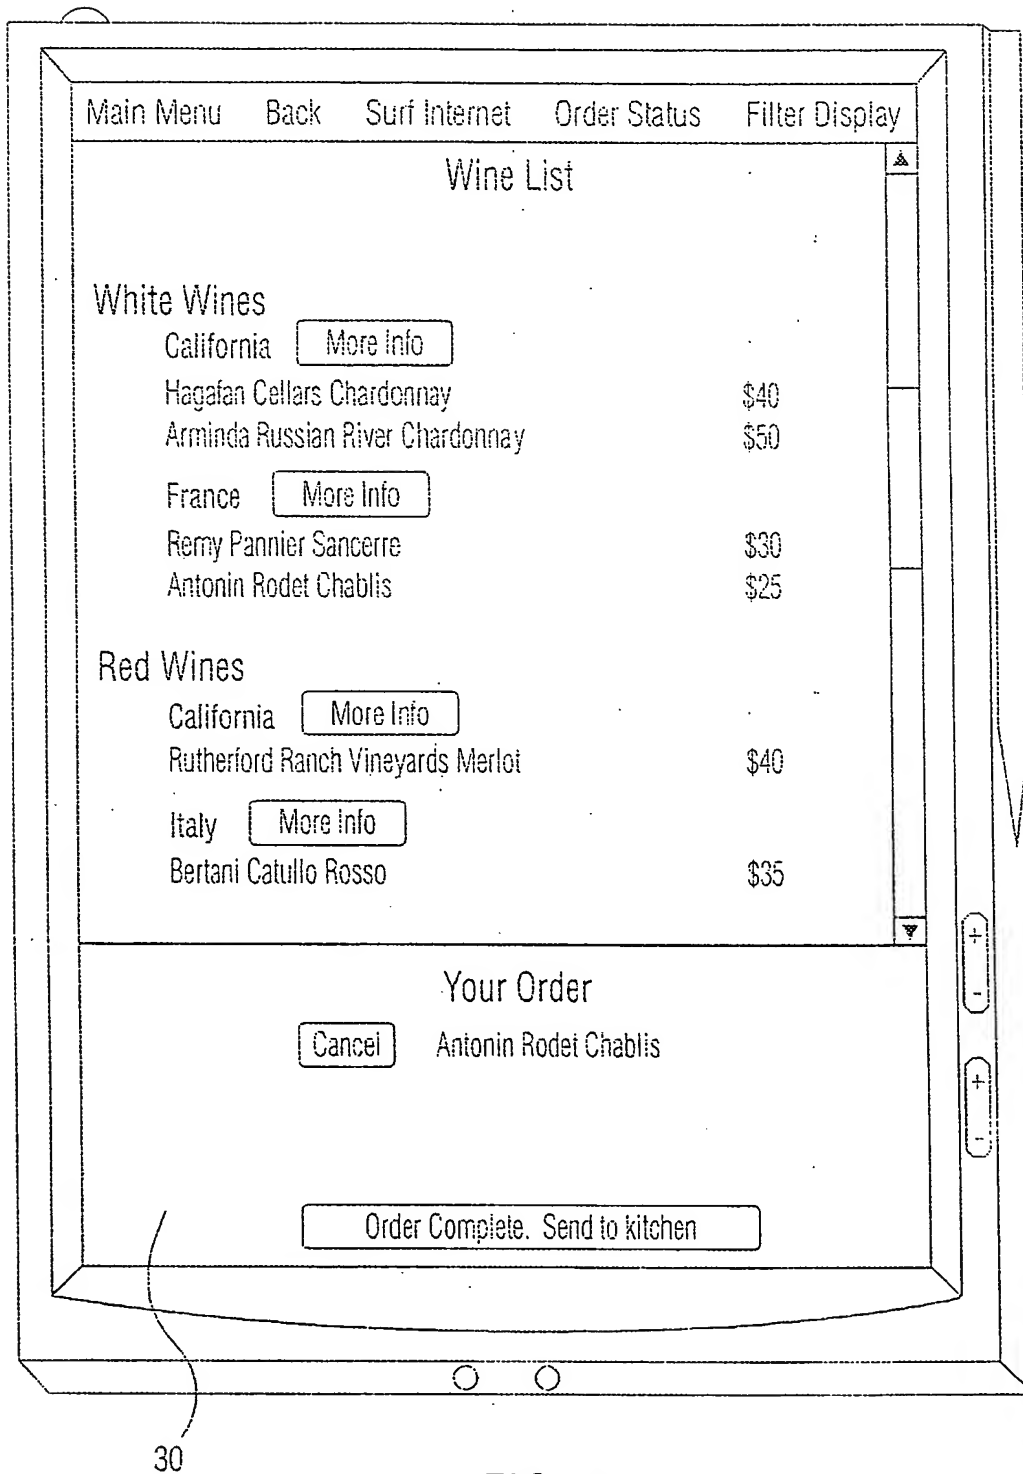 Main Menu Back Surf Internet Order Status Filter Display
Wine List
White Wines
California More Info
Hagafan Cellars Chardonnay $40
Arminda Russian River Chardonnay $50
France More Info
Remy Pannier Sancerre $30
Antonin Rodet Chablis $25
Red Wines
California More Info
Rutherford Ranch Vineyards Merlot $40
Italy More Info
Bertani Catullo Rosso $35
+
-
Your Order
Cancel Antonin Rodet Chablis
+
-
Order Complete. Send to kitchen
30